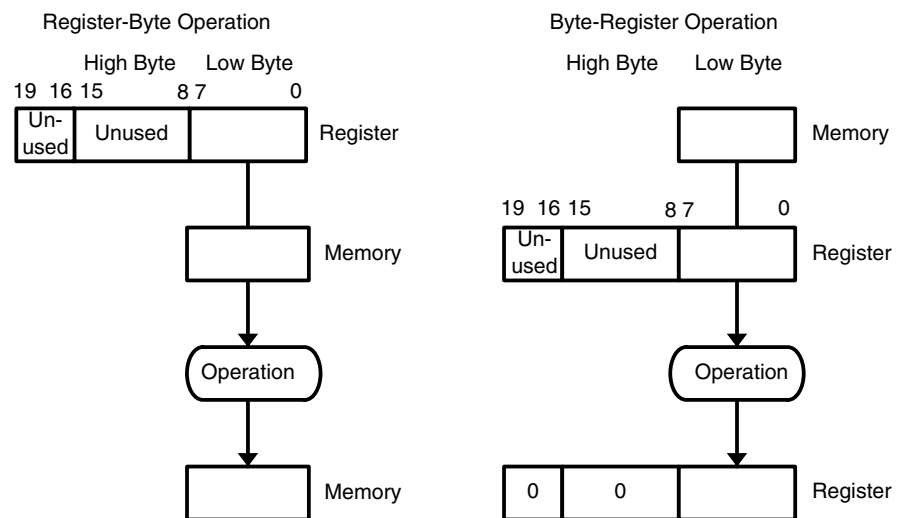 Register-Byte Operation
High Byte Low Byte
19 16 15 8 7 0
Un-
used
Unused
Register
Memory
Operation
Memory
Byte-Register Operation
High Byte Low Byte
Memory
19 16 15 8 7 0
Un-
used
Unused
Register
Operation
0 0
Register